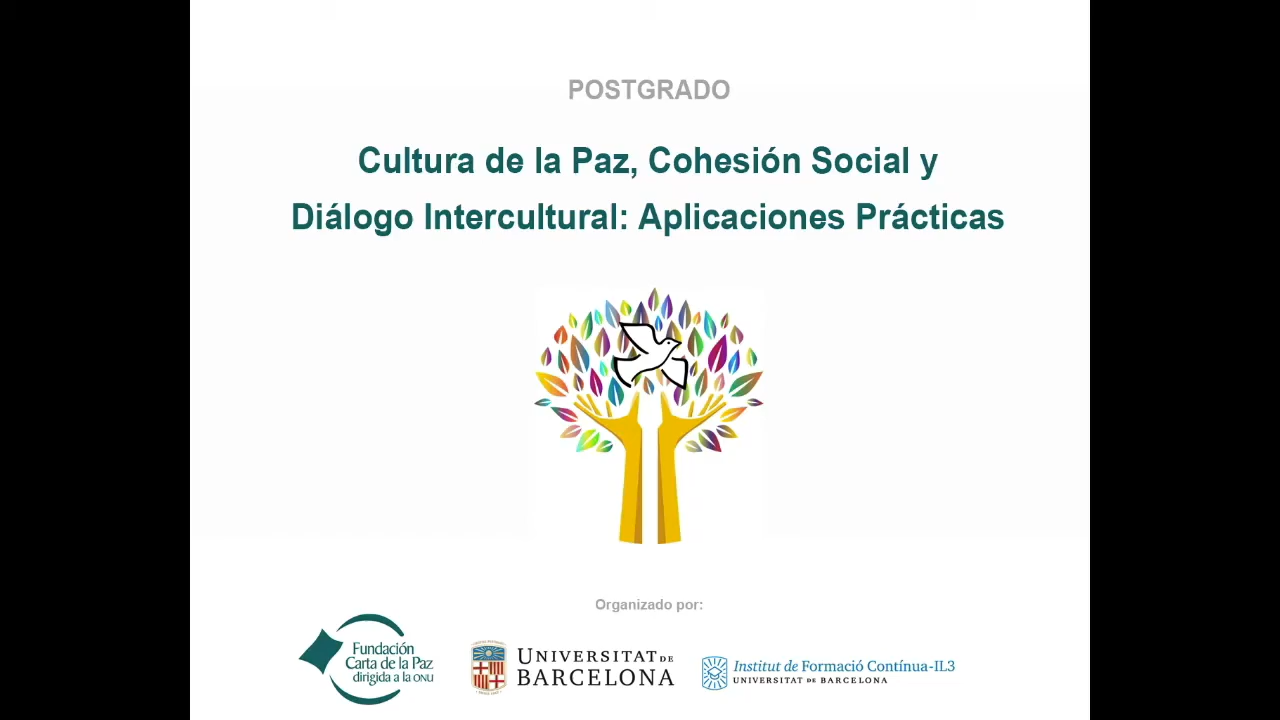 POSTGRADO
Cultura de la Paz, Cohesión Social y
Diálogo Intercultural: Aplicaciones Prácticas
Organizado por:
Fundación
Carta de la Paz
dirigida a la ONU
UNIVERSITAT DE
BARCELONA
Institut de Formació Contínua-IL3
UNIVERSITAT DE BARCELONA